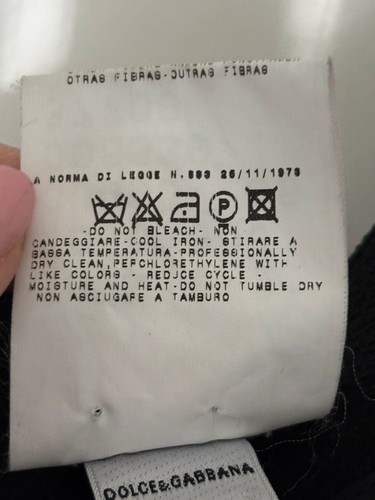 OTRAS FIBRAS-OUTRAS FIBRAS
A NORMA DI LEGGE N.883 26/11/1973
P
-DO NOT BLEACH- NON
CANDEGGIARE-COOL IRON- STIRARE A
BASSA TEMPERATURA-PROFESSIONALLY
DRY CLEAN,PERCHLORETHYLENE WITH
LIKE COLORS - REDUCE CYCLE -
MOISTURE AND HEAT-DO NOT TUMBLE DRY
NON ASCIUGARE A TAMBURO
DOLCE&GABBANA